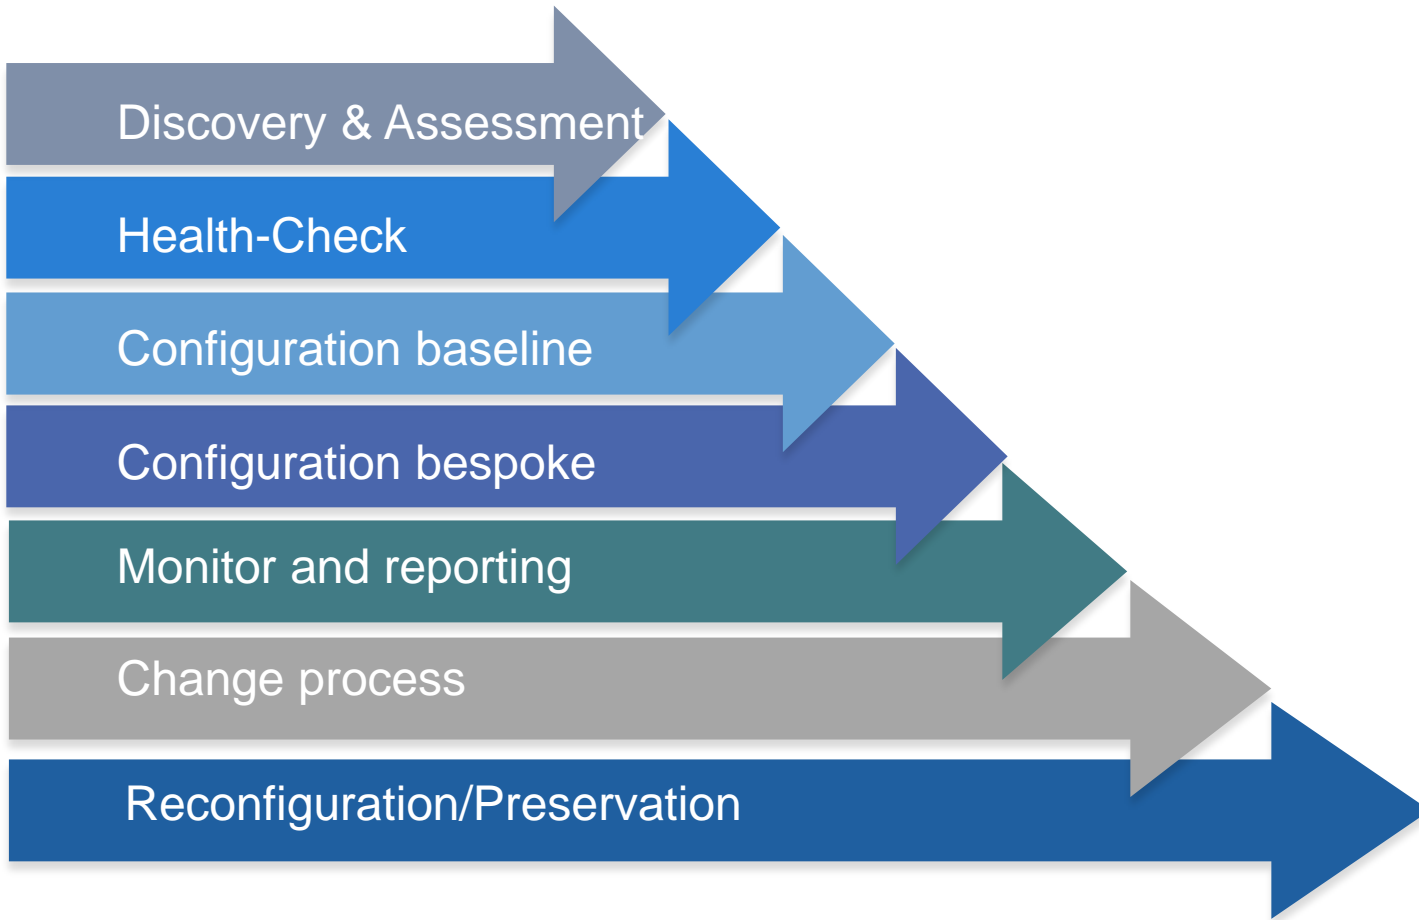 Discovery & Assessment
Health-Check
Configuration baseline
Configuration bespoke
Monitor and reporting
Change process
Reconfiguration/Preservation